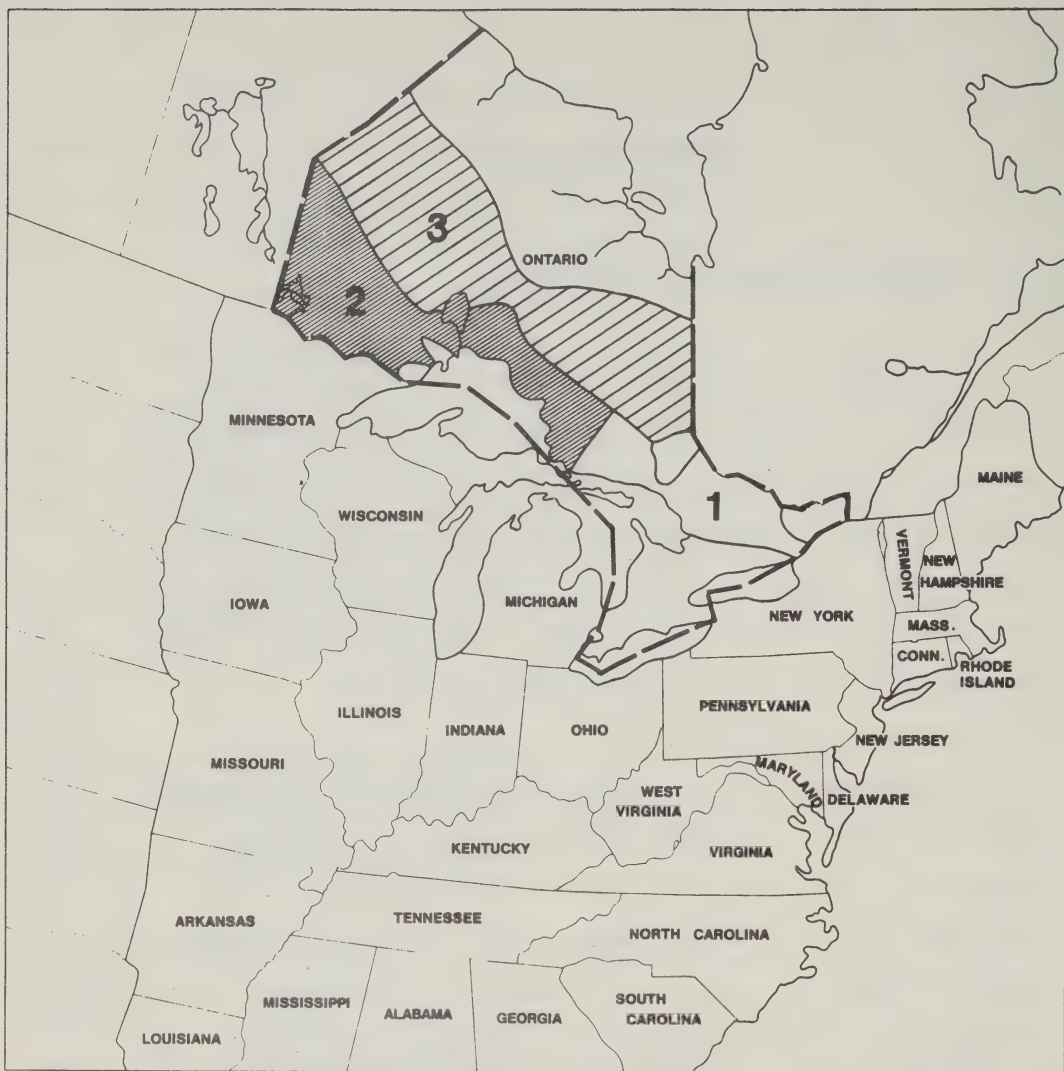 3
ONTARIO
2
MINNESOTA
MAINE
1
WISCONSIN
VERMONT
NEW
HAMPSHIRE
IOWA
MICHIGAN
NEW YORK
MASS.
CONN.
RHODE
ISLAND
ILLINOIS
INDIANA
OHIO
PENNSYLVANIA
NEW JERSEY
MISSOURI
MARYLAND
DELAWARE
WEST
VIRGINIA
KENTUCKY
VIRGINIA
ARKANSAS
TENNESSEE
NORTH CAROLINA
MISSISSIPPI
ALABAMA
GEORGIA
SOUTH
CAROLINA
LOUISIANA